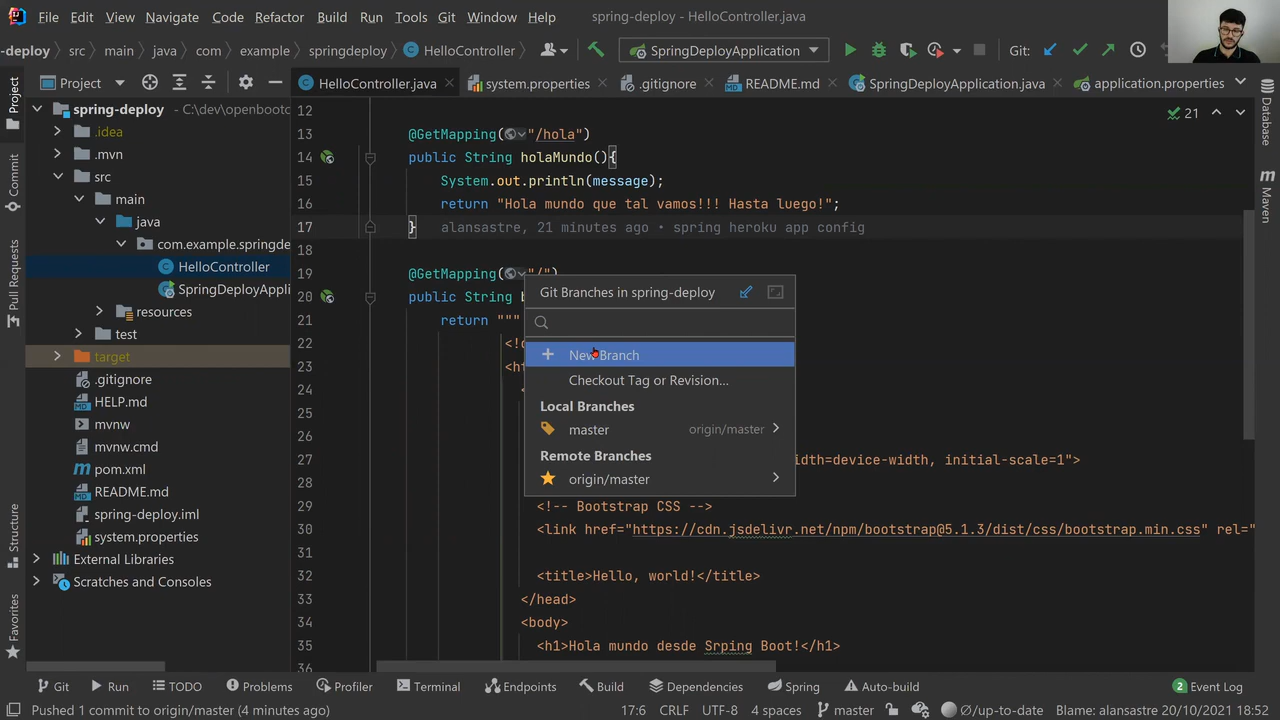 File Edit View Navigate Code Refactor Build Run Tools Git Window Help spring-deploy - HelloController.java
-deploy src main java com example springdeploy HelloController SpringDeployApplication Git:
Project HelloController.java system.properties .gitignore README.md SpringDeployApplication.java application.properties
Project
Commit
Pull Requests
Structure
Favorites
spring-deploy - C:\dev\openbootc
.idea
.mvn
src
main
java
com.example.springde
HelloController
SpringDeployAppli
resources
test
target
.gitignore
HELP.md
mvnw
mvnw.cmd
pom.xml
README.md
spring-deploy.iml
system.properties
External Libraries
Scratches and Consoles
12
13 @GetMapping("/hola")
14 public String holaMundo(){
15 System.out.println(message);
16 return "Hola mundo que tal vamos!!! Hasta luego!";
17 } alansastre, 21 minutes ago • spring heroku app config
18
19 @GetMapping("/")
20 public String b
21 return """
22 <!
23 <h
24 <
25
26
27 width=device-width, initial-scale=1">
28
29 <!-- Bootstrap CSS -->
30 <link href="https://cdn.jsdelivr.net/npm/bootstrap@5.1.3/dist/css/bootstrap.min.css" rel="
31
32 <title>Hello, world!</title>
33 </head>
34 <body>
35 <h1>Hola mundo desde Srping Boot!</h1>
36
21
Git Branches in spring-deploy
New Branch
Checkout Tag or Revision...
Local Branches
master origin/master
Remote Branches
origin/master
Database
Maven
Git Run TODO Problems Profiler Terminal Endpoints Build Dependencies Spring Auto-build 2 Event Log
Pushed 1 commit to origin/master (4 minutes ago) 17:6 CRLF UTF-8 4 spaces master Ø/up-to-date Blame: alansastre 20/10/2021 18:52